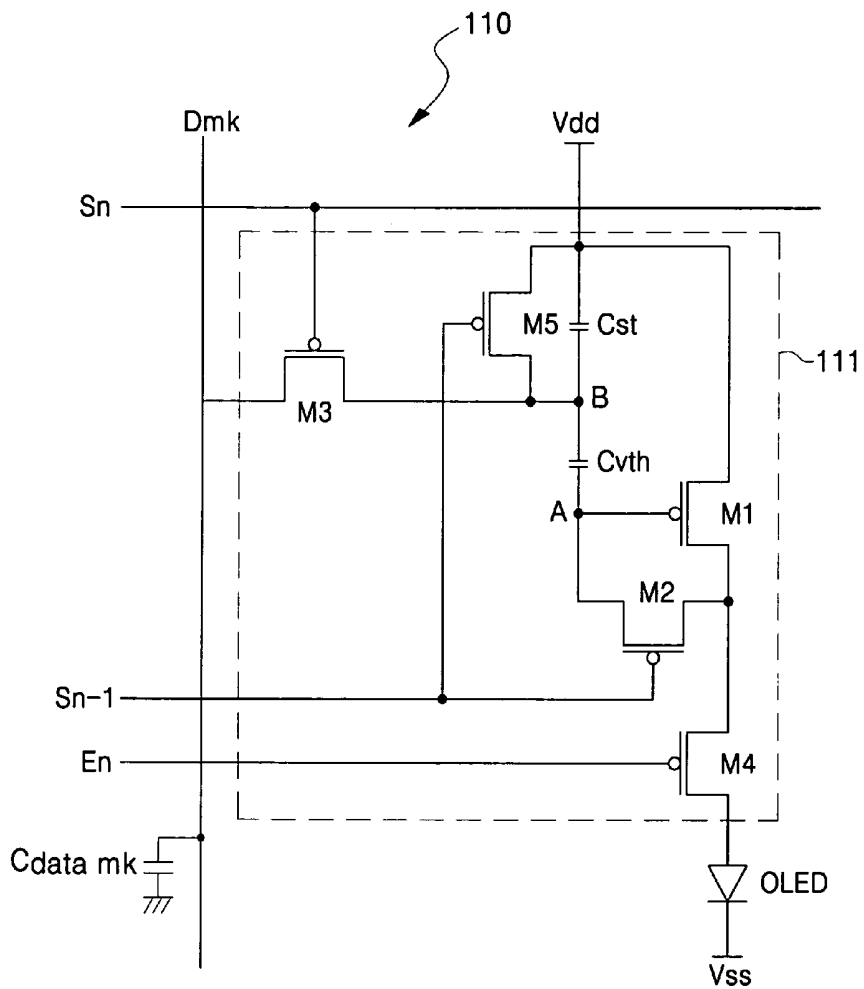 110
Dmk
Vdd
Sn
M5
Cst
111
M3
B
Cvth
A
M1
M2
Sn-1
En
M4
Cdata mk
OLED
Vss